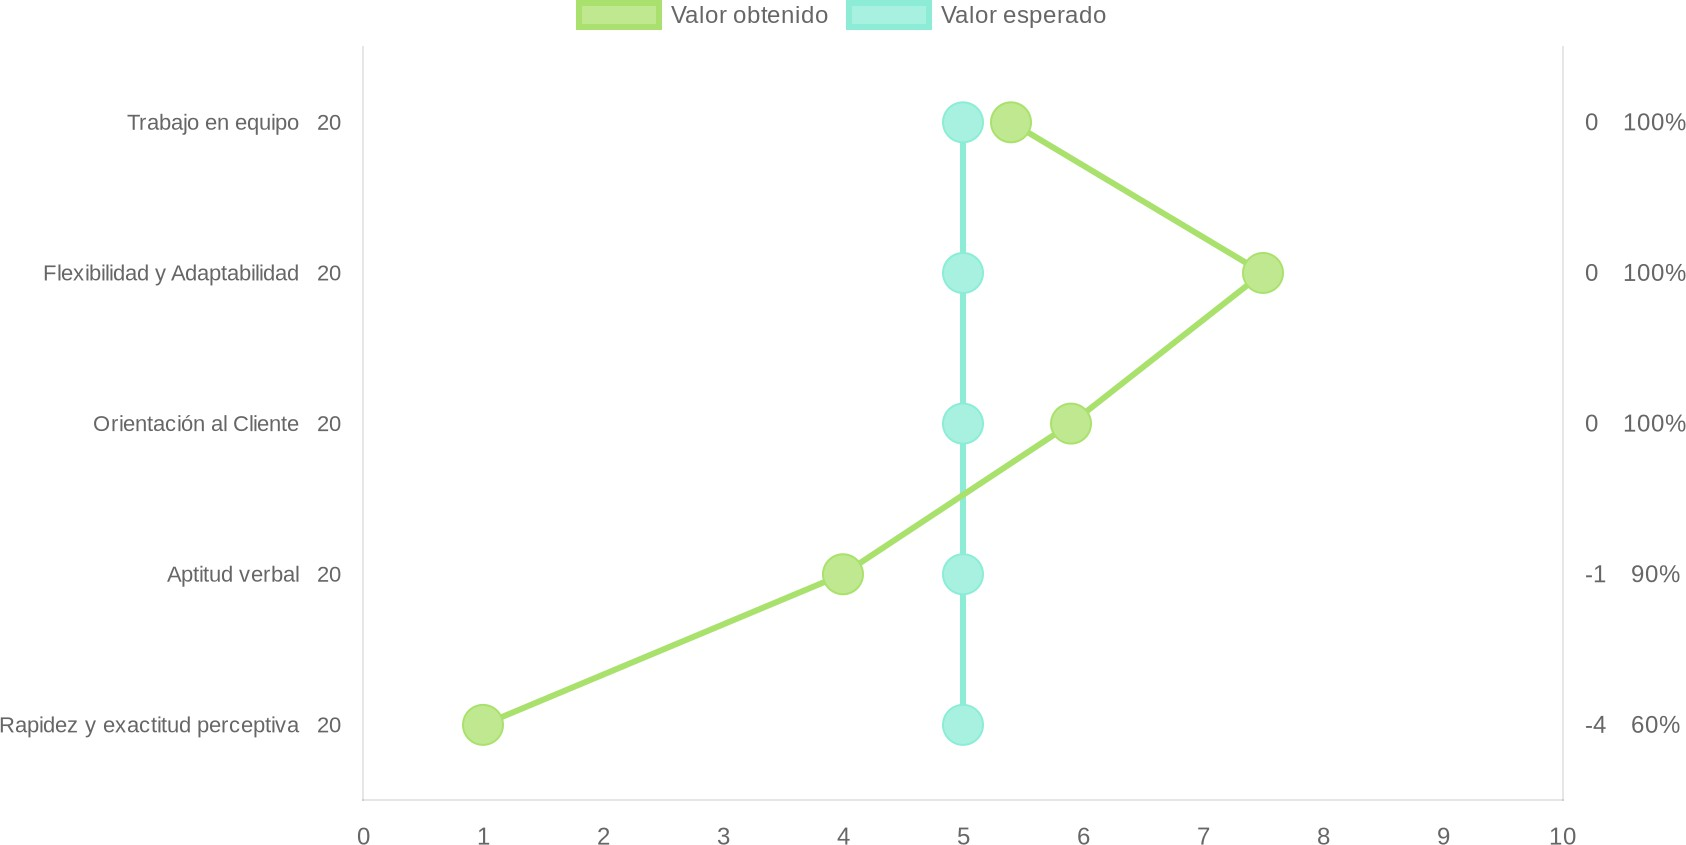 Valor obtenido Valor esperado
Trabajo en equipo 20 0 100%
Flexibilidad y Adaptabilidad 20 0 100%
Orientación al Cliente 20 0 100%
Aptitud verbal 20 -1 90%
Rapidez y exactitud perceptiva 20 -4 60%
0 1 2 3 4 5 6 7 8 9 10